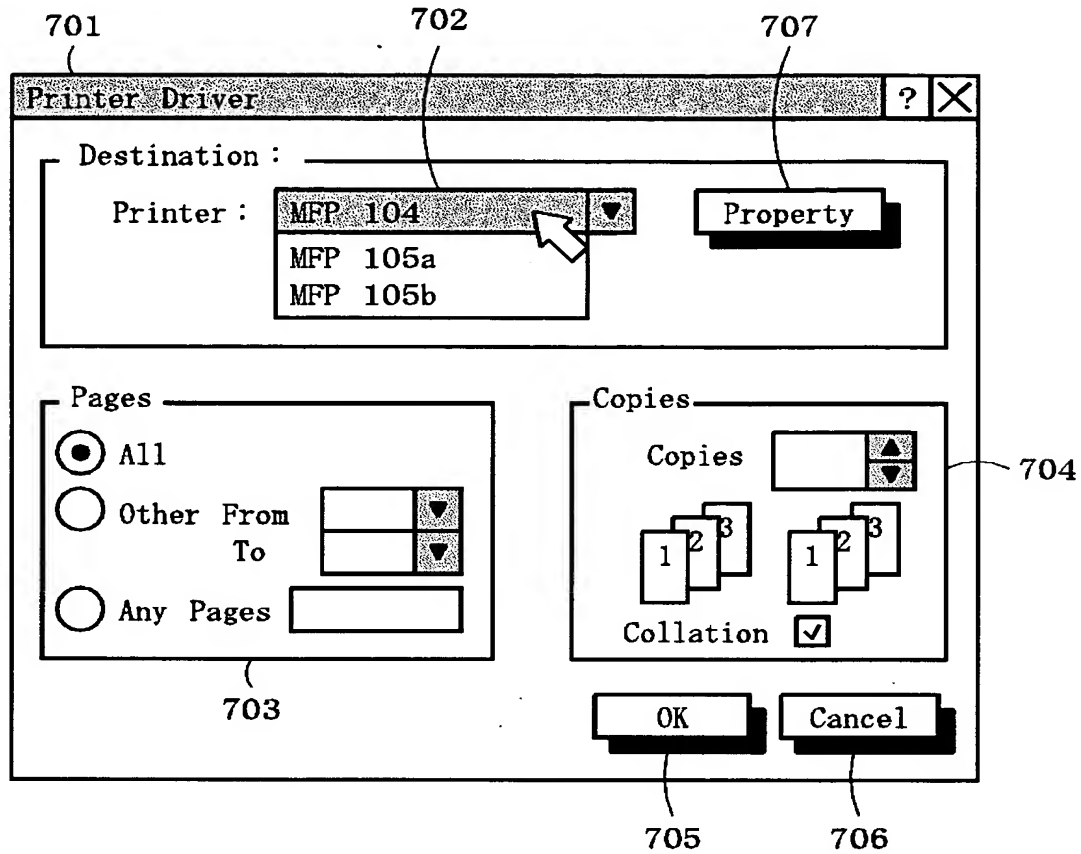 701 702 707
Printer Driver ? X
Destination :
Printer : MFP 104 Property
MFP 105a
MFP 105b
Pages
All
Other From
To
Any Pages
703
Copies
Copies
704
1 2 3 1 2 3
Collation
OK Cancel
705 706